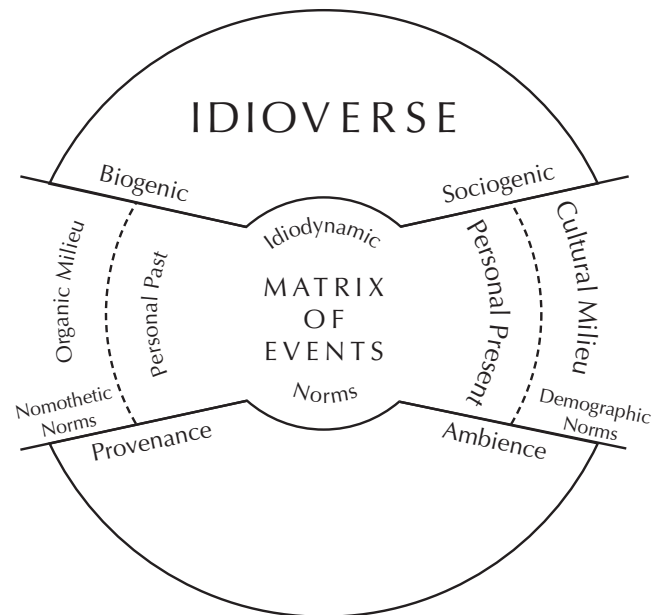 IDIOVERSE
Biogenic
Sociogenic
Idiodynamic
Organic Milieu
Personal Past
MATRIX
OF
EVENTS
Personal Present
Cultural Milieu
Norms
Nomothetic
Norms
Demographic
Norms
Provenance
Ambience